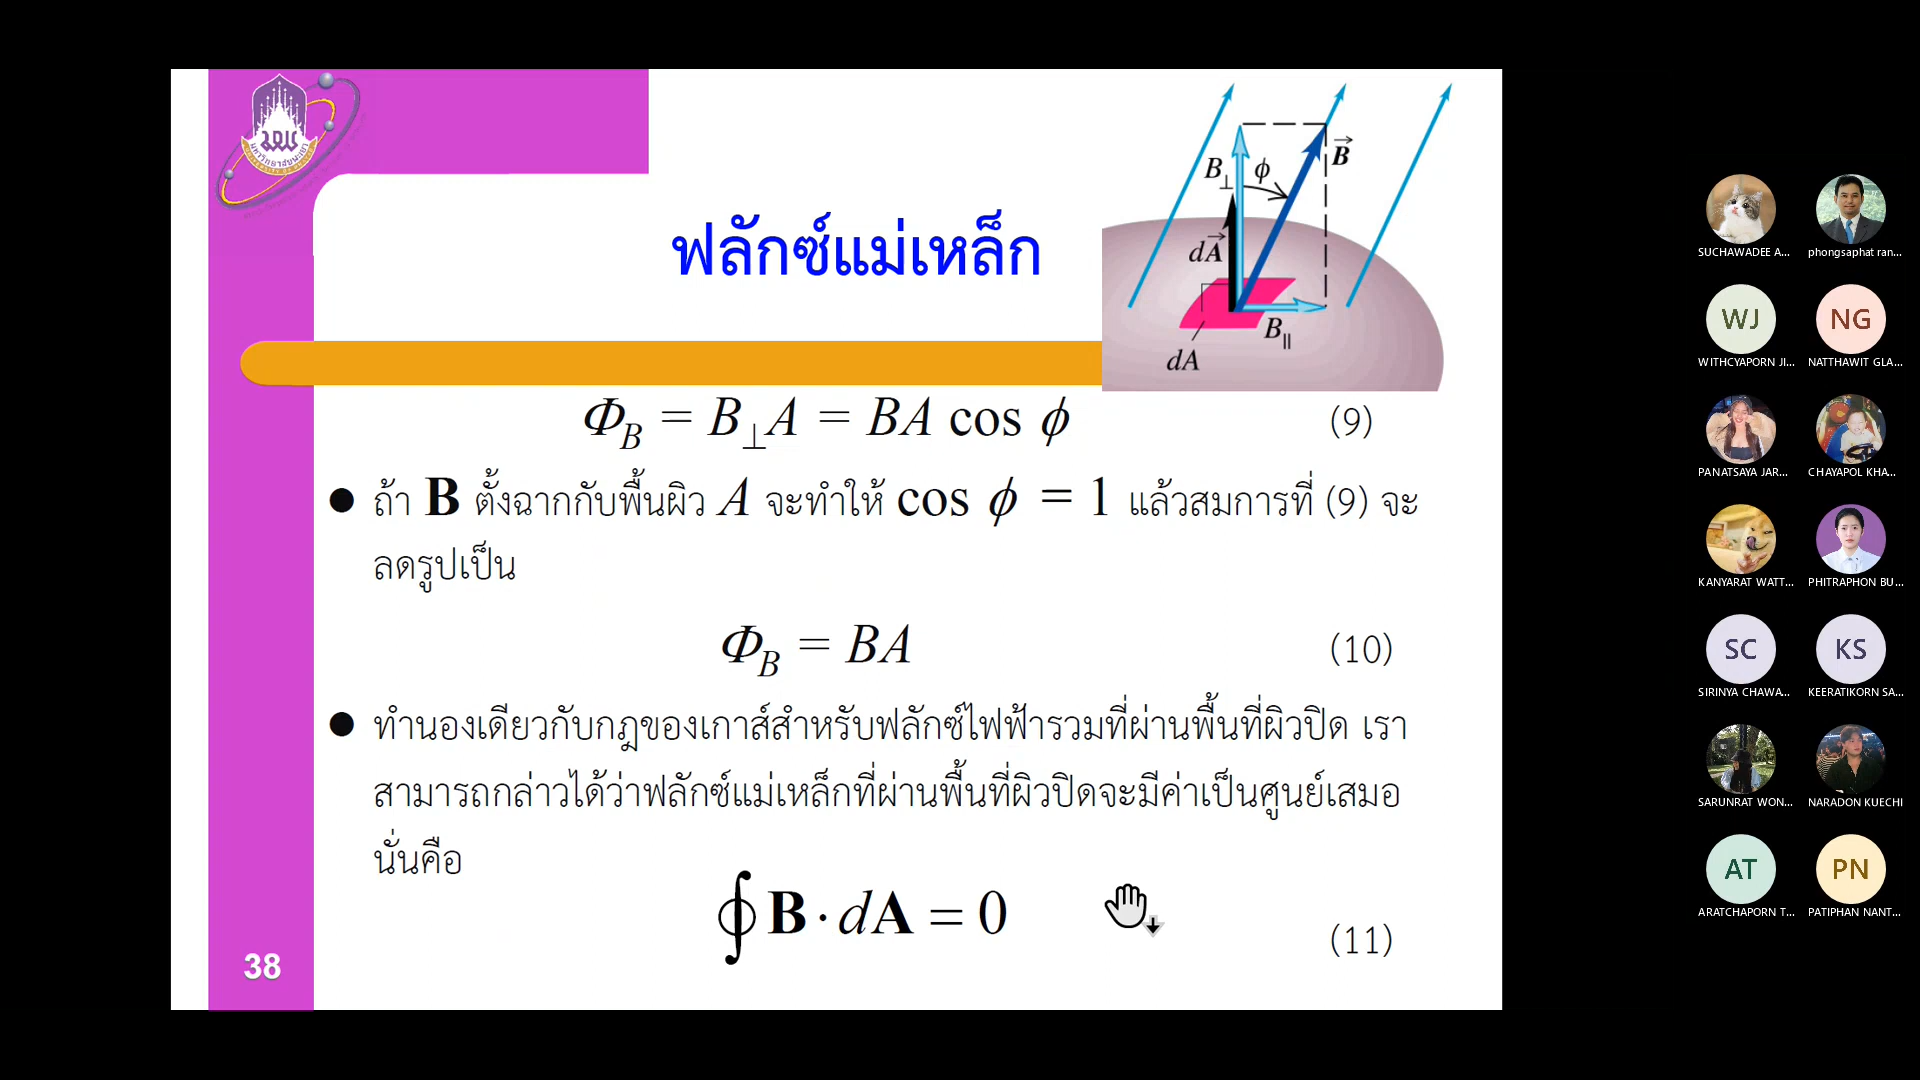 ฟลักซ์แม่เหล็ก
B⊥
ϕ
B
dA
B||
dA
Φ_B = B⊥A = BA cos ϕ (9)
ถ้า B ตั้งฉากกับพื้นผิว A จะทำให้ cos ϕ = 1 แล้วสมการที่ (9) จะ
ลดรูปเป็น
Φ_B = BA (10)
ทำนองเดียวกับกฎของเกาส์สำหรับฟลักซ์ไฟฟ้ารวมที่ผ่านพื้นที่ผิวปิด เรา
สามารถกล่าวได้ว่าฟลักซ์แม่เหล็กที่ผ่านพื้นที่ผิวปิดจะมีค่าเป็นศูนย์เสมอ
นั่นคือ
∮ B · dA = 0 (11)
38
SUCHAWADEE A...
phongsaphat ran...
WJ
NG
WITHCYAPORN JI...
NATTHAWIT GLA...
PANATSAYA JAR...
CHAYAPOL KHA...
KANYARAT WATT...
PHITRAPHON BU...
SC
KS
SIRINYA CHAWA...
KEERATIKORN SA...
SARUNRAT WON...
NARADON KUECHI
AT
PN
ARATCHAPORN T...
PATIPHAN NANT...